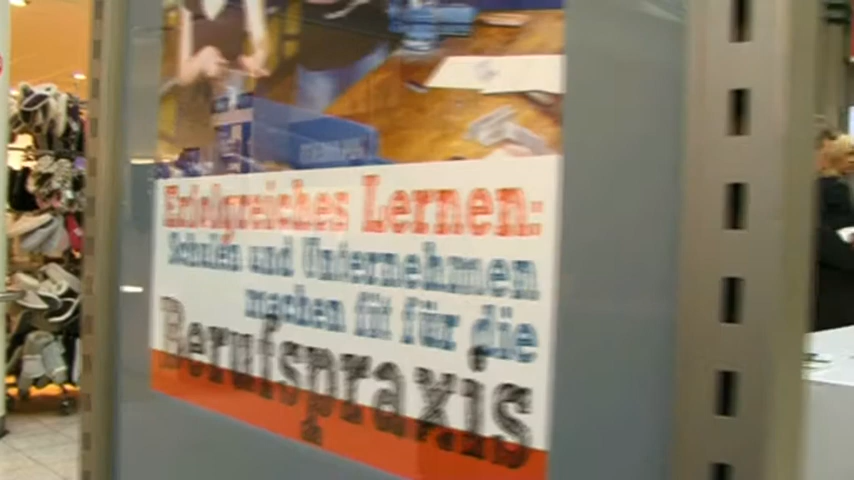 Erfolgreiches Lernen:
Schulen und Unternehmen
machen fit für die
Berufspraxis